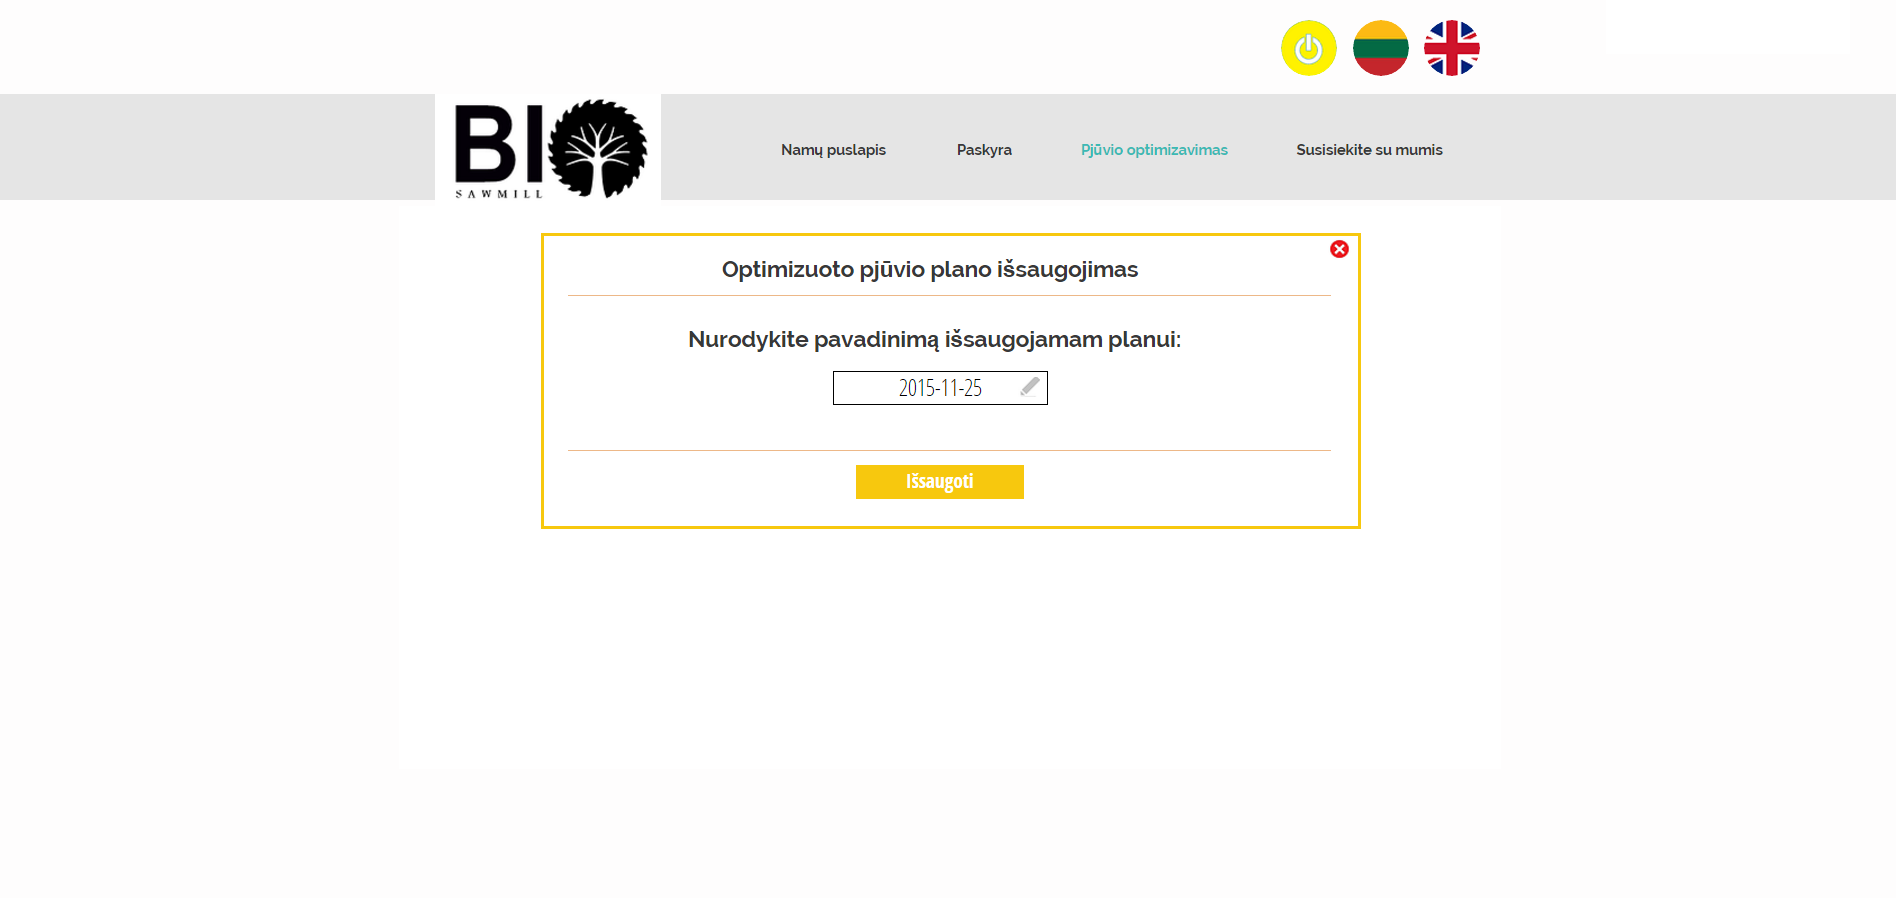 BIO
SAWMILL
Namų puslapis
Paskyra
Pjūvio optimizavimas
Susisiekite su mumis
Optimizuoto pjūvio plano išsaugojimas
Nurodykite pavadinimą išsaugojamam planui:
2015-11-25
Išsaugoti